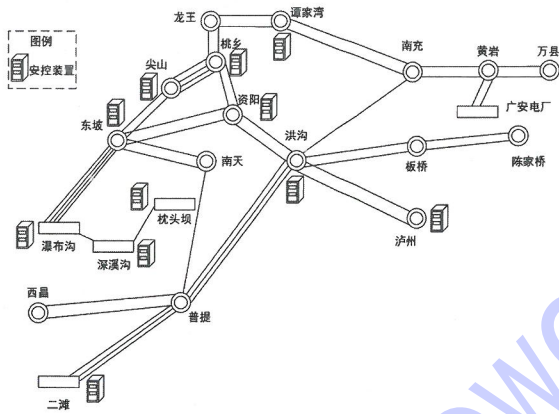 图例
安控装置
龙王
谭家湾
桃乡
尖山
南充
黄岩
万县
广安电厂
资阳
东坡
洪沟
南天
板桥
陈家桥
枕头坝
瀑布沟
深溪沟
泸州
西昌
普提
二滩